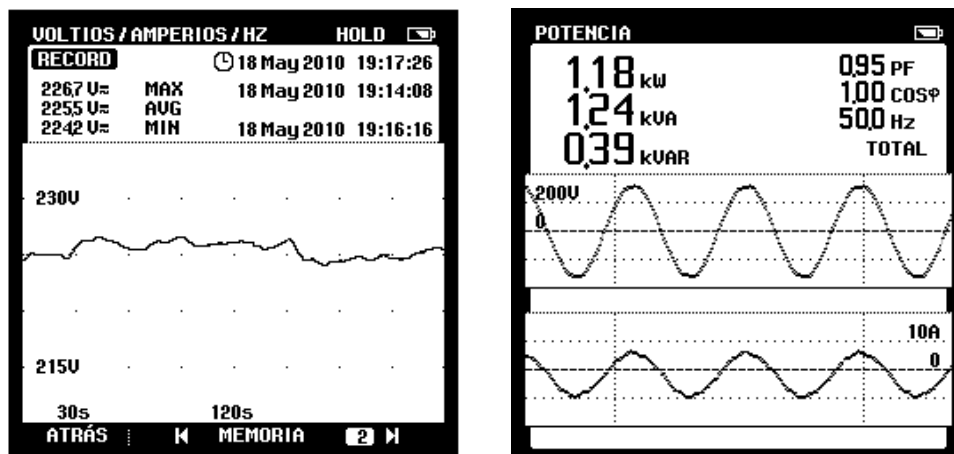 VOLTIOS / AMPERIOS / HZ HOLD
RECORD 18 May 2010 19:17:26
226,7 V≂ MAX 18 May 2010 19:14:08
225,5 V≂ AVG
224,2 V≂ MIN 18 May 2010 19:16:16
230V
215V
30s 120s
ATRÁS MEMORIA 2
POTENCIA
1,18 kW
1,24 kVA
0,39 kVAR
0,95 PF
1,00 COSφ
50,0 Hz
TOTAL
200V
0
10A
0